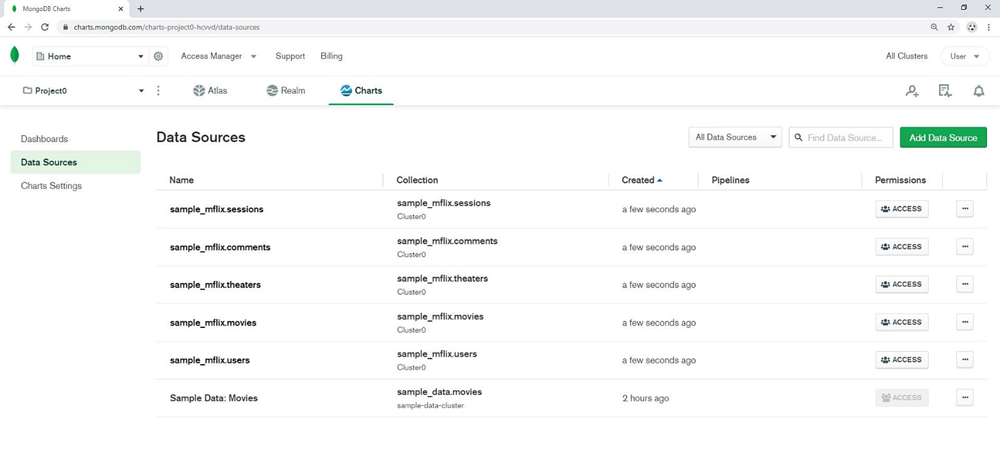 MongoDB Charts
charts.mongodb.com/charts-project0-hcvvd/data-sources
Home Access Manager Support Billing All Clusters User
Project0 Atlas Realm Charts
Dashboards
Data Sources
Charts Settings
Data Sources All Data Sources Find Data Source... Add Data Source
Name Collection Created Pipelines Permissions
sample_mflix.sessions sample_mflix.sessions a few seconds ago ACCESS
Cluster0
sample_mflix.comments sample_mflix.comments a few seconds ago ACCESS
Cluster0
sample_mflix.theaters sample_mflix.theaters a few seconds ago ACCESS
Cluster0
sample_mflix.movies sample_mflix.movies a few seconds ago ACCESS
Cluster0
sample_mflix.users sample_mflix.users a few seconds ago ACCESS
Cluster0
Sample Data: Movies sample_data.movies 2 hours ago ACCESS
sample-data-cluster